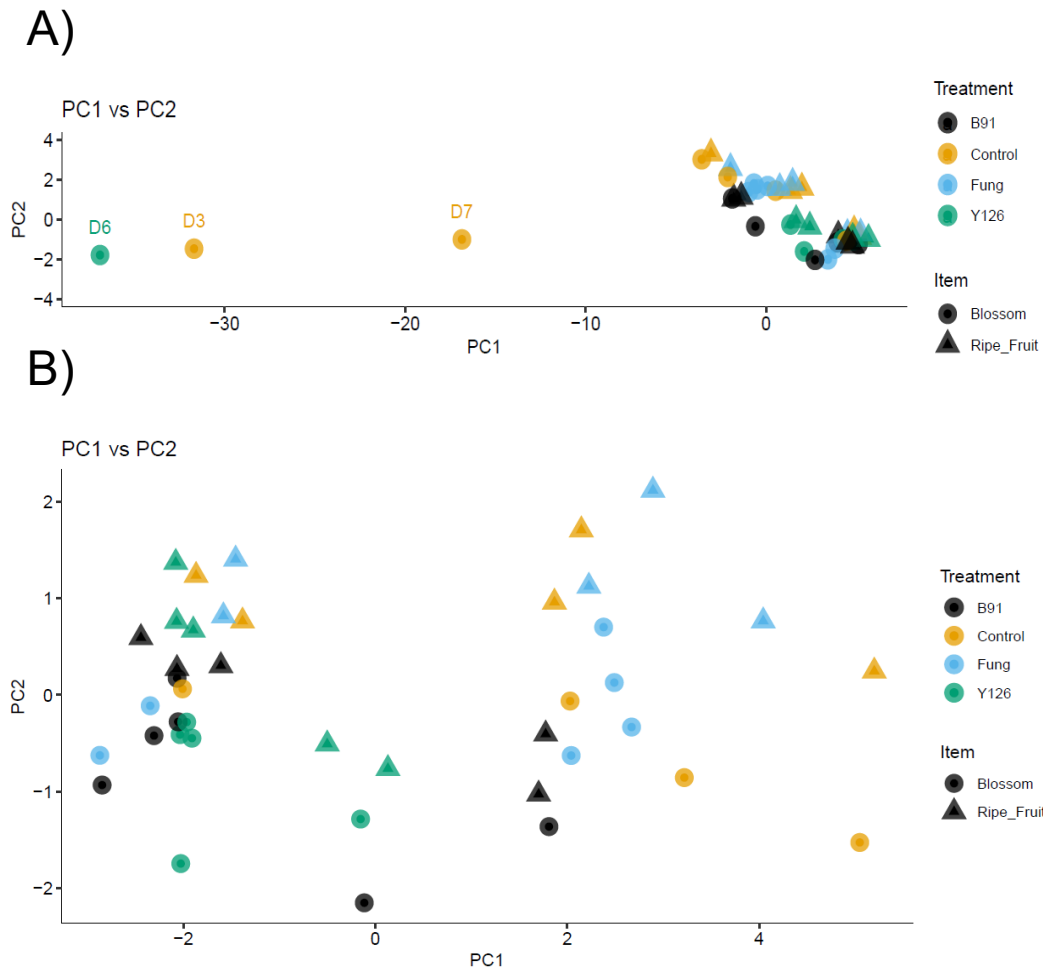 A)
PC1 vs PC2
4
2
0
−2
−4
PC2
D6
D3
D7
−30
−20
−10
0
PC1
Treatment
B91
Control
Fung
Y126
Item
Blossom
Ripe_Fruit
B)
PC1 vs PC2
2
1
0
−1
−2
PC2
−2
0
2
4
PC1
Treatment
B91
Control
Fung
Y126
Item
Blossom
Ripe_Fruit